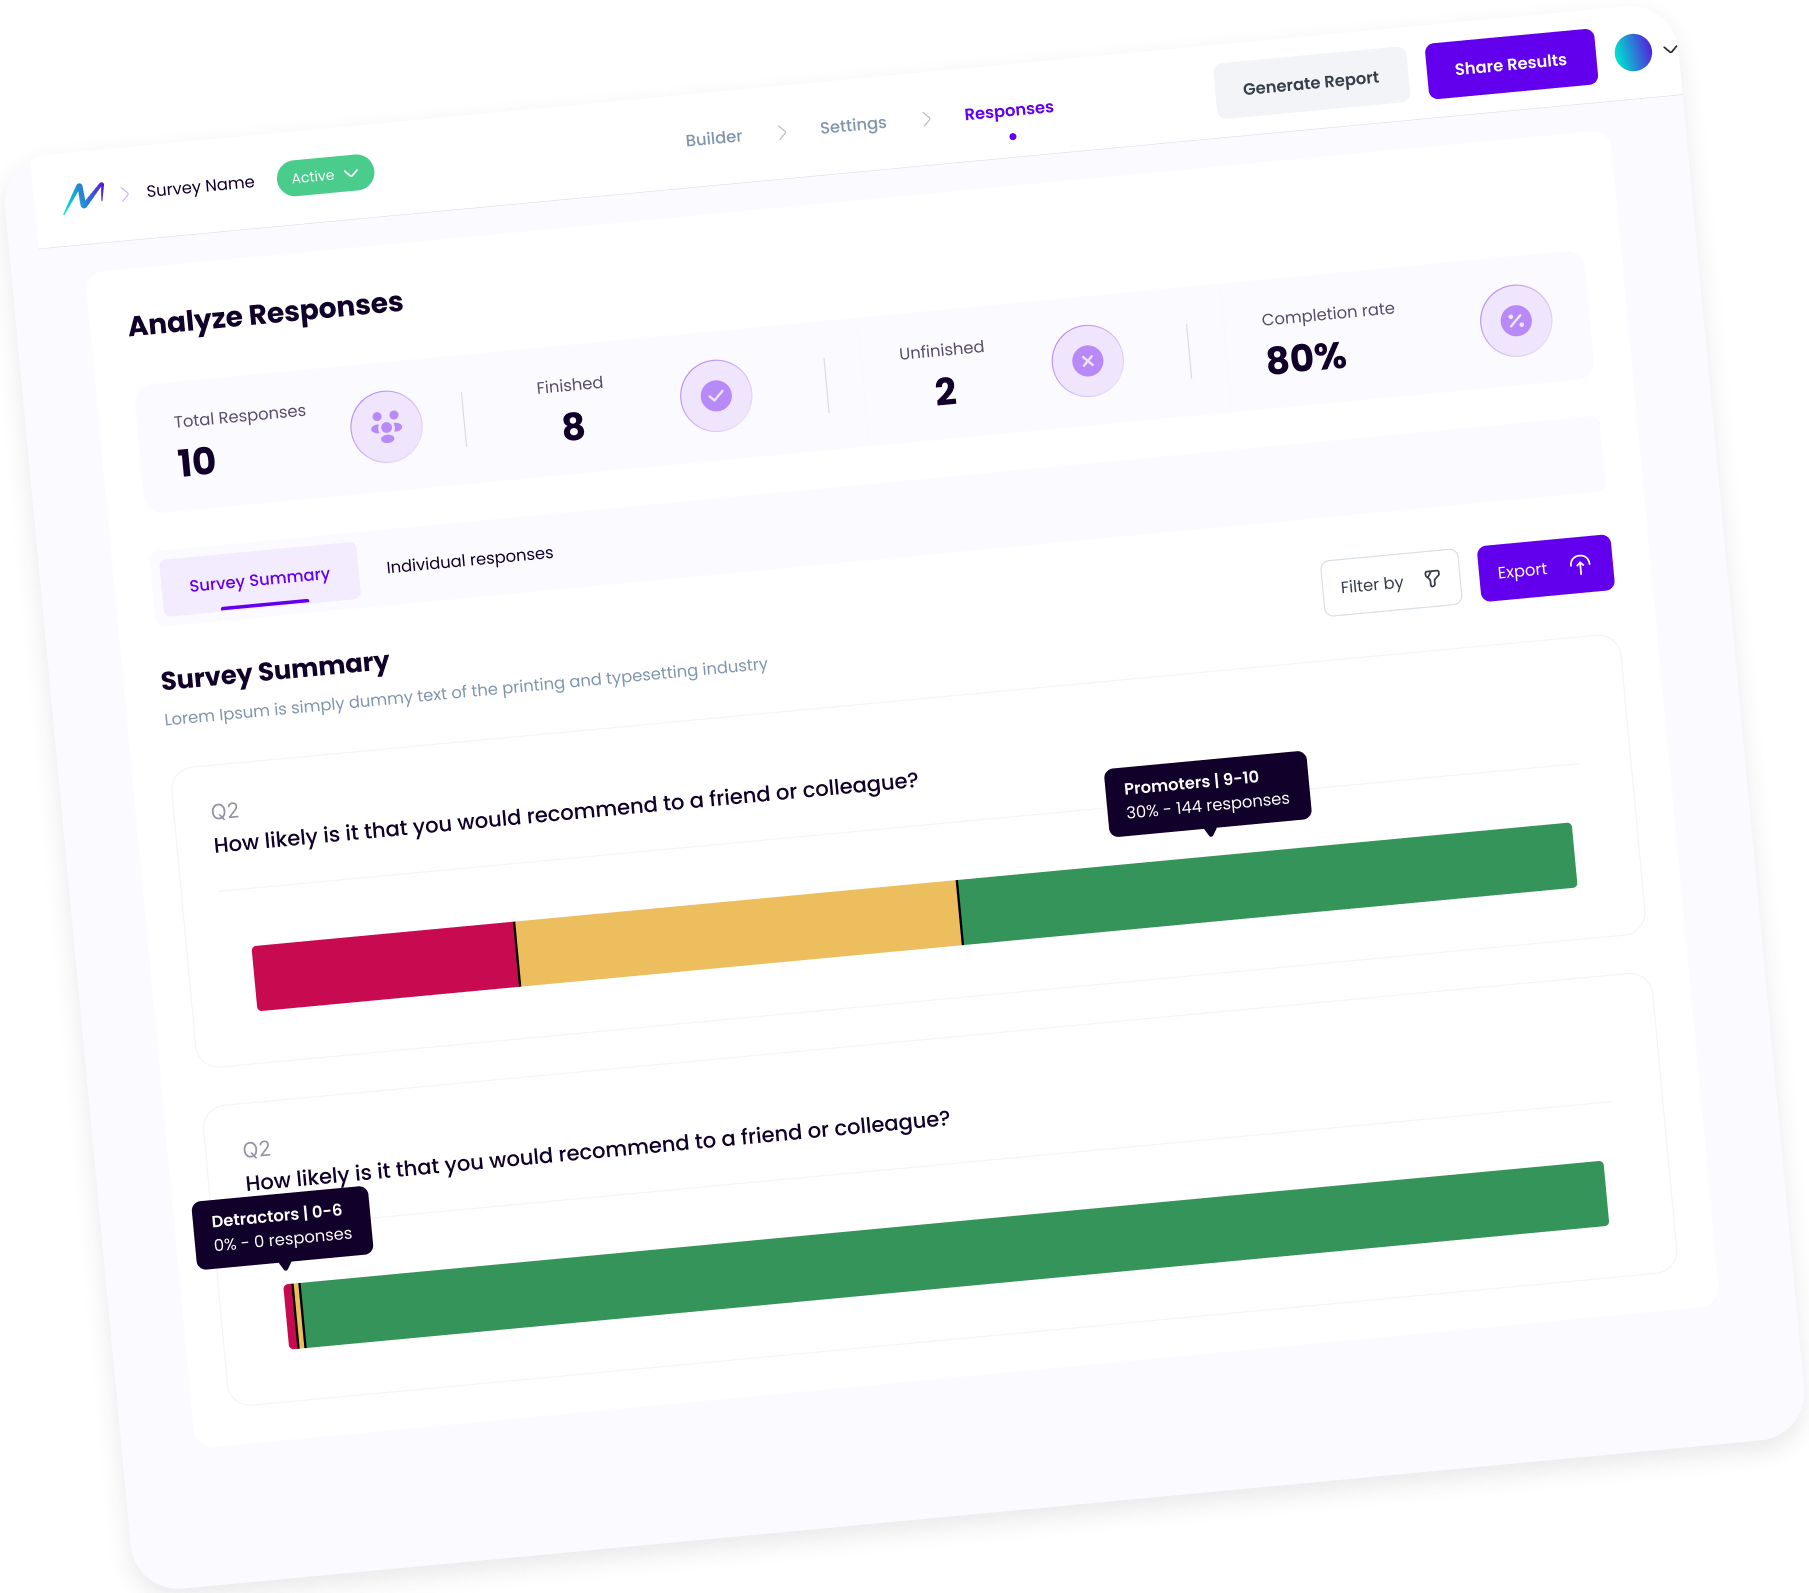 Survey Name
Active
Builder
Settings
Responses
Generate Report
Share Results
Analyze Responses
Total Responses
10
Finished
8
Unfinished
2
Completion rate
80%
Survey Summary
Individual responses
Filter by
Export
Survey Summary
Lorem Ipsum is simply dummy text of the printing and typesetting industry
Q2
How likely is it that you would recommend to a friend or colleague?
Promoters | 9-10
30% - 144 responses
Q2
How likely is it that you would recommend to a friend or colleague?
Detractors | 0-6
0% - 0 responses